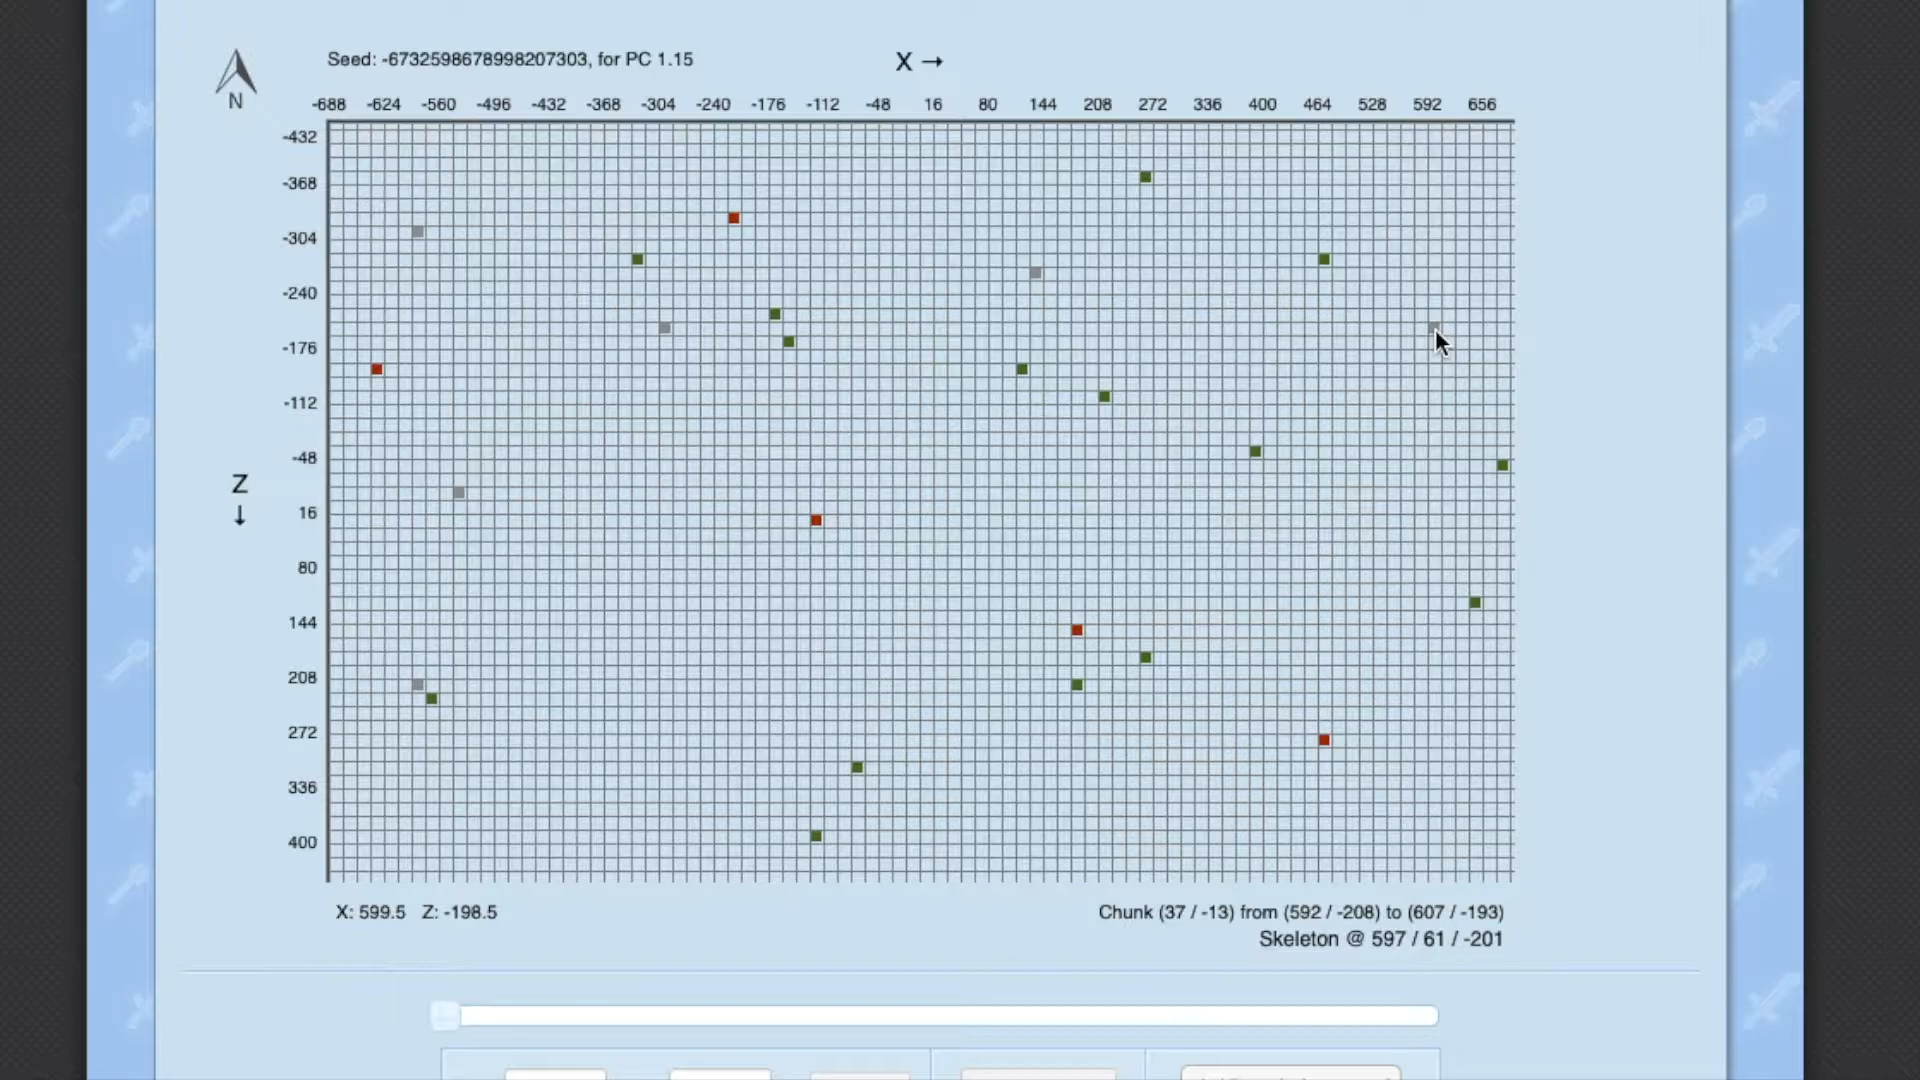 Seed: -6732598678998207303, for PC 1.15
X →
N
-688 -624 -560 -496 -432 -368 -304 -240 -176 -112 -48 16 80 144 208 272 336 400 464 528 592 656
-432
-368
-304
-240
-176
-112
-48
Z
↓
16
80
144
208
272
336
400
X: 599.5 Z: -198.5
Chunk (37 / -13) from (592 / -208) to (607 / -193)
Skeleton @ 597 / 61 / -201